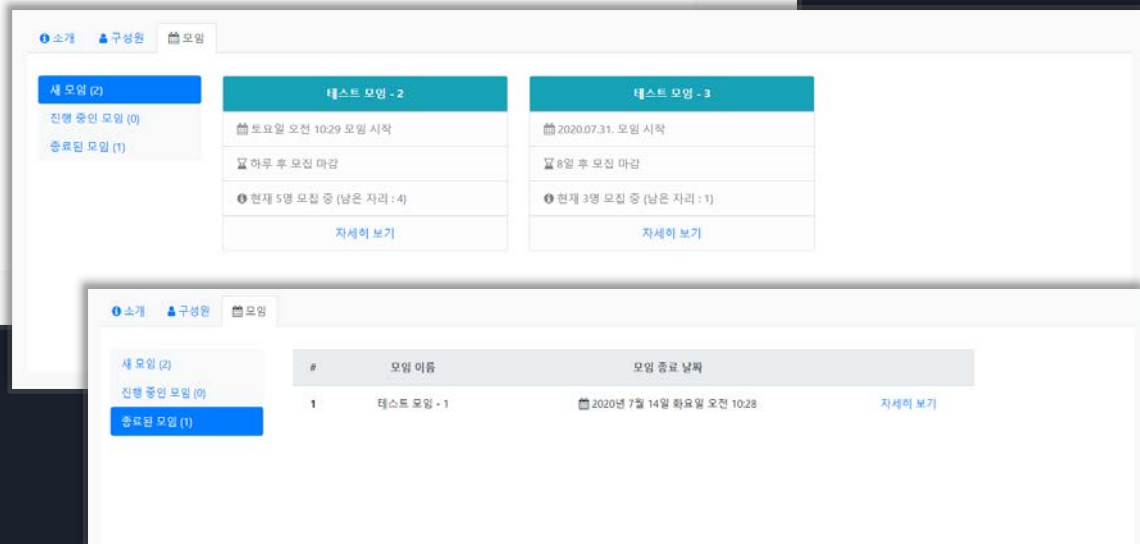 소개 구성원 모임
새 모임 (2)
진행 중인 모임 (0)
종료된 모임 (1)
테스트 모임 - 2
토요일 오전 10:29 모임 시작
하루 후 모집 마감
현재 5명 모집 중 (남은 자리 : 4)
자세히 보기
테스트 모임 - 3
2020.07.31. 모임 시작
8일 후 모집 마감
현재 3명 모집 중 (남은 자리 : 1)
자세히 보기
소개 구성원 모임
새 모임 (2)
진행 중인 모임 (0)
종료된 모임 (1)
# 모임 이름 모임 종료 날짜
1 테스트 모임 - 1 2020년 7월 14일 화요일 오전 10:28 자세히 보기